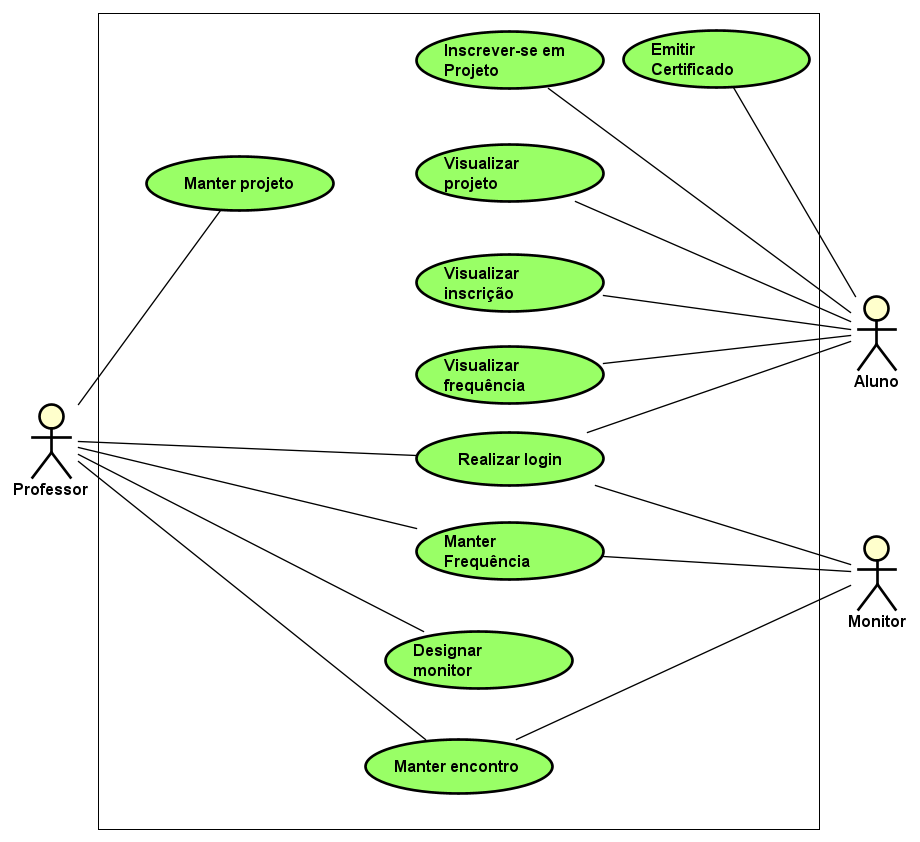 Inscrever-se em
Projeto
Emitir
Certificado
Visualizar
projeto
Manter projeto
Visualizar
inscrição
Visualizar
frequência
Aluno
Realizar login
Professor
Manter
Frequência
Monitor
Designar
monitor
Manter encontro